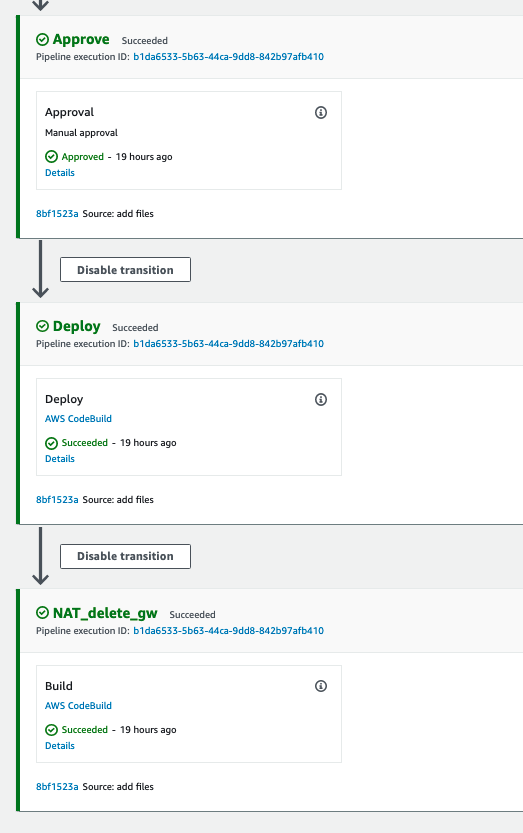 Approve Succeeded
Pipeline execution ID: b1da6533-5b63-44ca-9dd8-842b97afb410
Approval
Manual approval
Approved - 19 hours ago
Details
8bf1523a Source: add files
Disable transition
Deploy Succeeded
Pipeline execution ID: b1da6533-5b63-44ca-9dd8-842b97afb410
Deploy
AWS CodeBuild
Succeeded - 19 hours ago
Details
8bf1523a Source: add files
Disable transition
NAT_delete_gw Succeeded
Pipeline execution ID: b1da6533-5b63-44ca-9dd8-842b97afb410
Build
AWS CodeBuild
Succeeded - 19 hours ago
Details
8bf1523a Source: add files